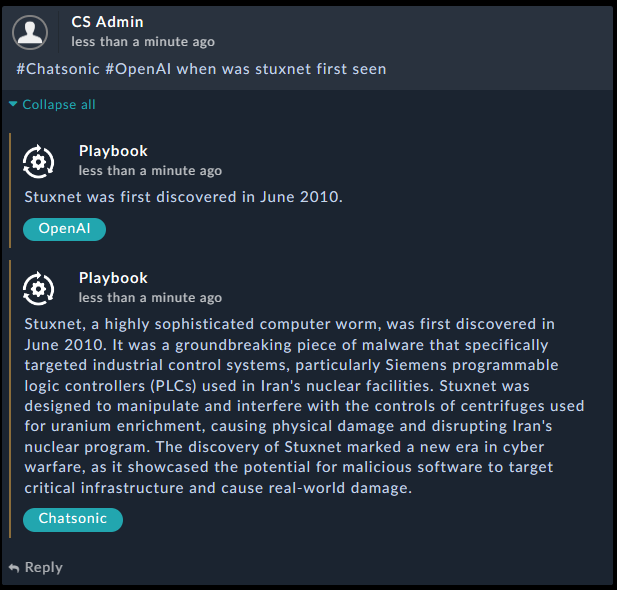 CS Admin
less than a minute ago
#Chatsonic #OpenAI when was stuxnet first seen
Collapse all
Playbook
less than a minute ago
Stuxnet was first discovered in June 2010.
OpenAI
Playbook
less than a minute ago
Stuxnet, a highly sophisticated computer worm, was first discovered in
June 2010. It was a groundbreaking piece of malware that specifically
targeted industrial control systems, particularly Siemens programmable
logic controllers (PLCs) used in Iran's nuclear facilities. Stuxnet was
designed to manipulate and interfere with the controls of centrifuges used
for uranium enrichment, causing physical damage and disrupting Iran's
nuclear program. The discovery of Stuxnet marked a new era in cyber
warfare, as it showcased the potential for malicious software to target
critical infrastructure and cause real-world damage.
Chatsonic
Reply